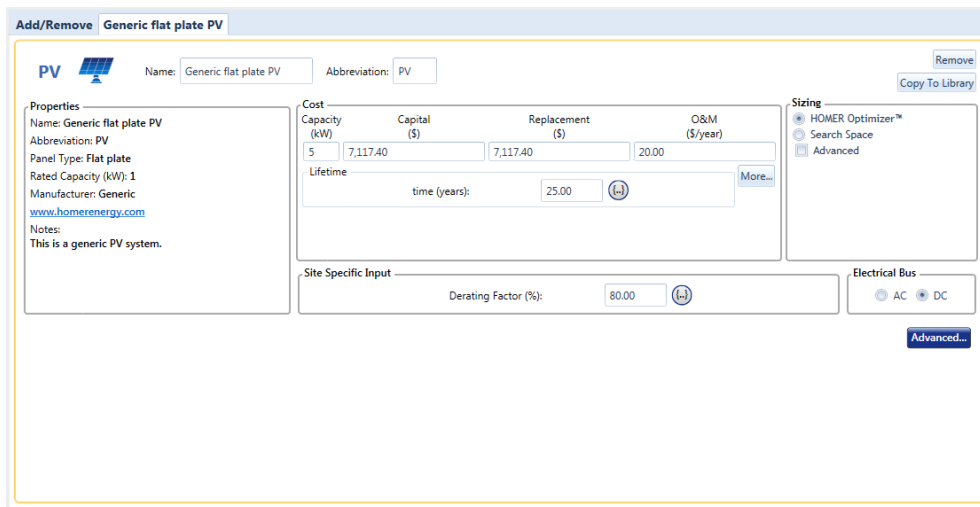 Add/Remove Generic flat plate PV
PV
Name: Generic flat plate PV Abbreviation: PV
Remove
Copy To Library
Properties
Name: Generic flat plate PV
Abbreviation: PV
Panel Type: Flat plate
Rated Capacity (kW): 1
Manufacturer: Generic
www.homerenergy.com
Notes:
This is a generic PV system.
Cost
Capacity Capital Replacement O&M
(kW) ($) ($) ($/year)
5 7,117.40 7,117.40 20.00
Lifetime
time (years): 25.00 {..}
More...
Sizing
HOMER Optimizer™
Search Space
Advanced
Site Specific Input
Derating Factor (%): 80.00 {..}
Electrical Bus
AC DC
Advanced...